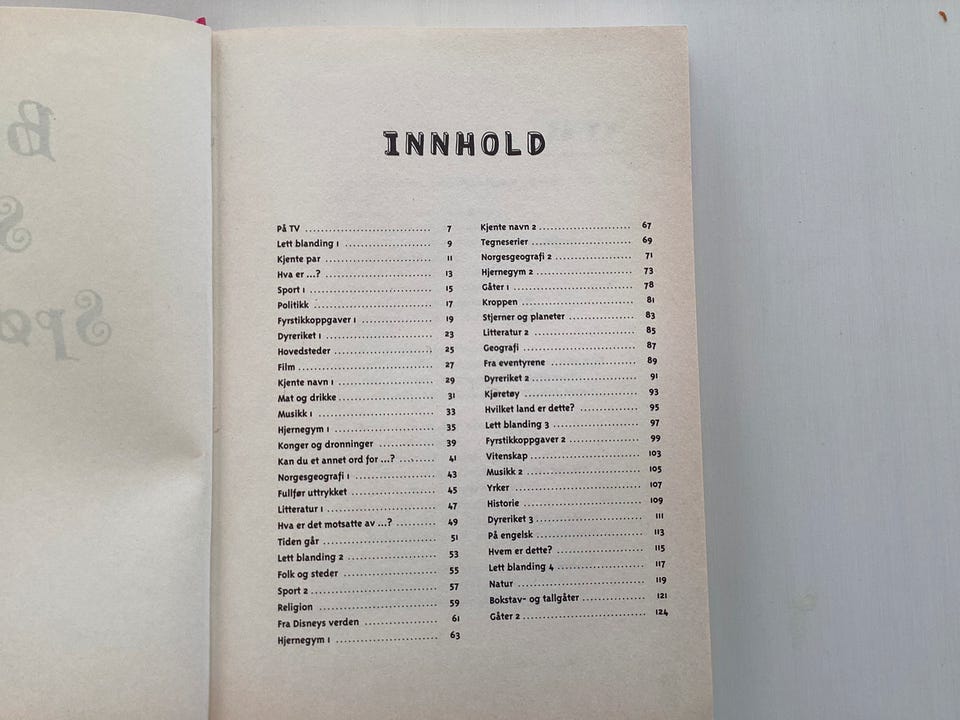 INNHOLD
På TV 7
Lett blanding 1 9
Kjente par 11
Hva er ...? 13
Sport 1 15
Politikk 17
Fyrstikkoppgaver 1 19
Dyreriket 1 23
Hovedsteder 25
Film 27
Kjente navn 1 29
Mat og drikke 31
Musikk 1 33
Hjernegym 1 35
Konger og dronninger 39
Kan du et annet ord for ...? 41
Norgesgeografi 1 43
Fullfør uttrykket 45
Litteratur 1 47
Hva er det motsatte av ...? 49
Tiden går 51
Lett blanding 2 53
Folk og steder 55
Sport 2 57
Religion 59
Fra Disneys verden 61
Hjernegym 1 63
Kjente navn 2 67
Tegneserier 69
Norgesgeografi 2 71
Hjernegym 2 73
Gåter 1 78
Kroppen 81
Stjerner og planeter 83
Litteratur 2 85
Geografi 87
Fra eventyrene 89
Dyreriket 2 91
Kjøretøy 93
Hvilket land er dette? 95
Lett blanding 3 97
Fyrstikkoppgaver 2 99
Vitenskap 103
Musikk 2 105
Yrker 107
Historie 109
Dyreriket 3 111
På engelsk 113
Hvem er dette? 115
Lett blanding 4 117
Natur 119
Bokstav- og tallgåter 121
Gåter 2 124